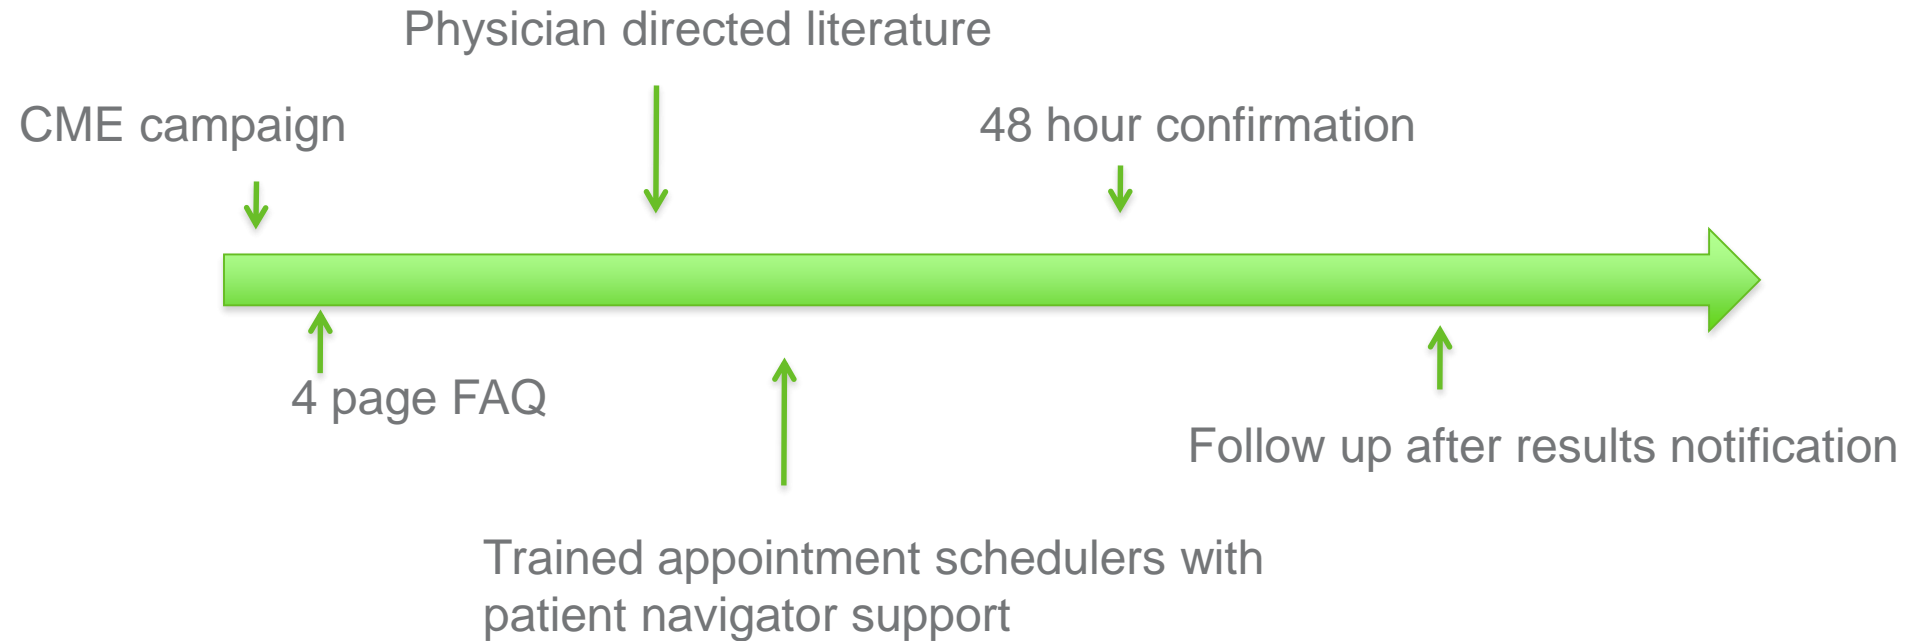 Physician directed literature
CME campaign
48 hour confirmation
4 page FAQ
Follow up after results notification
Trained appointment schedulers with
patient navigator support